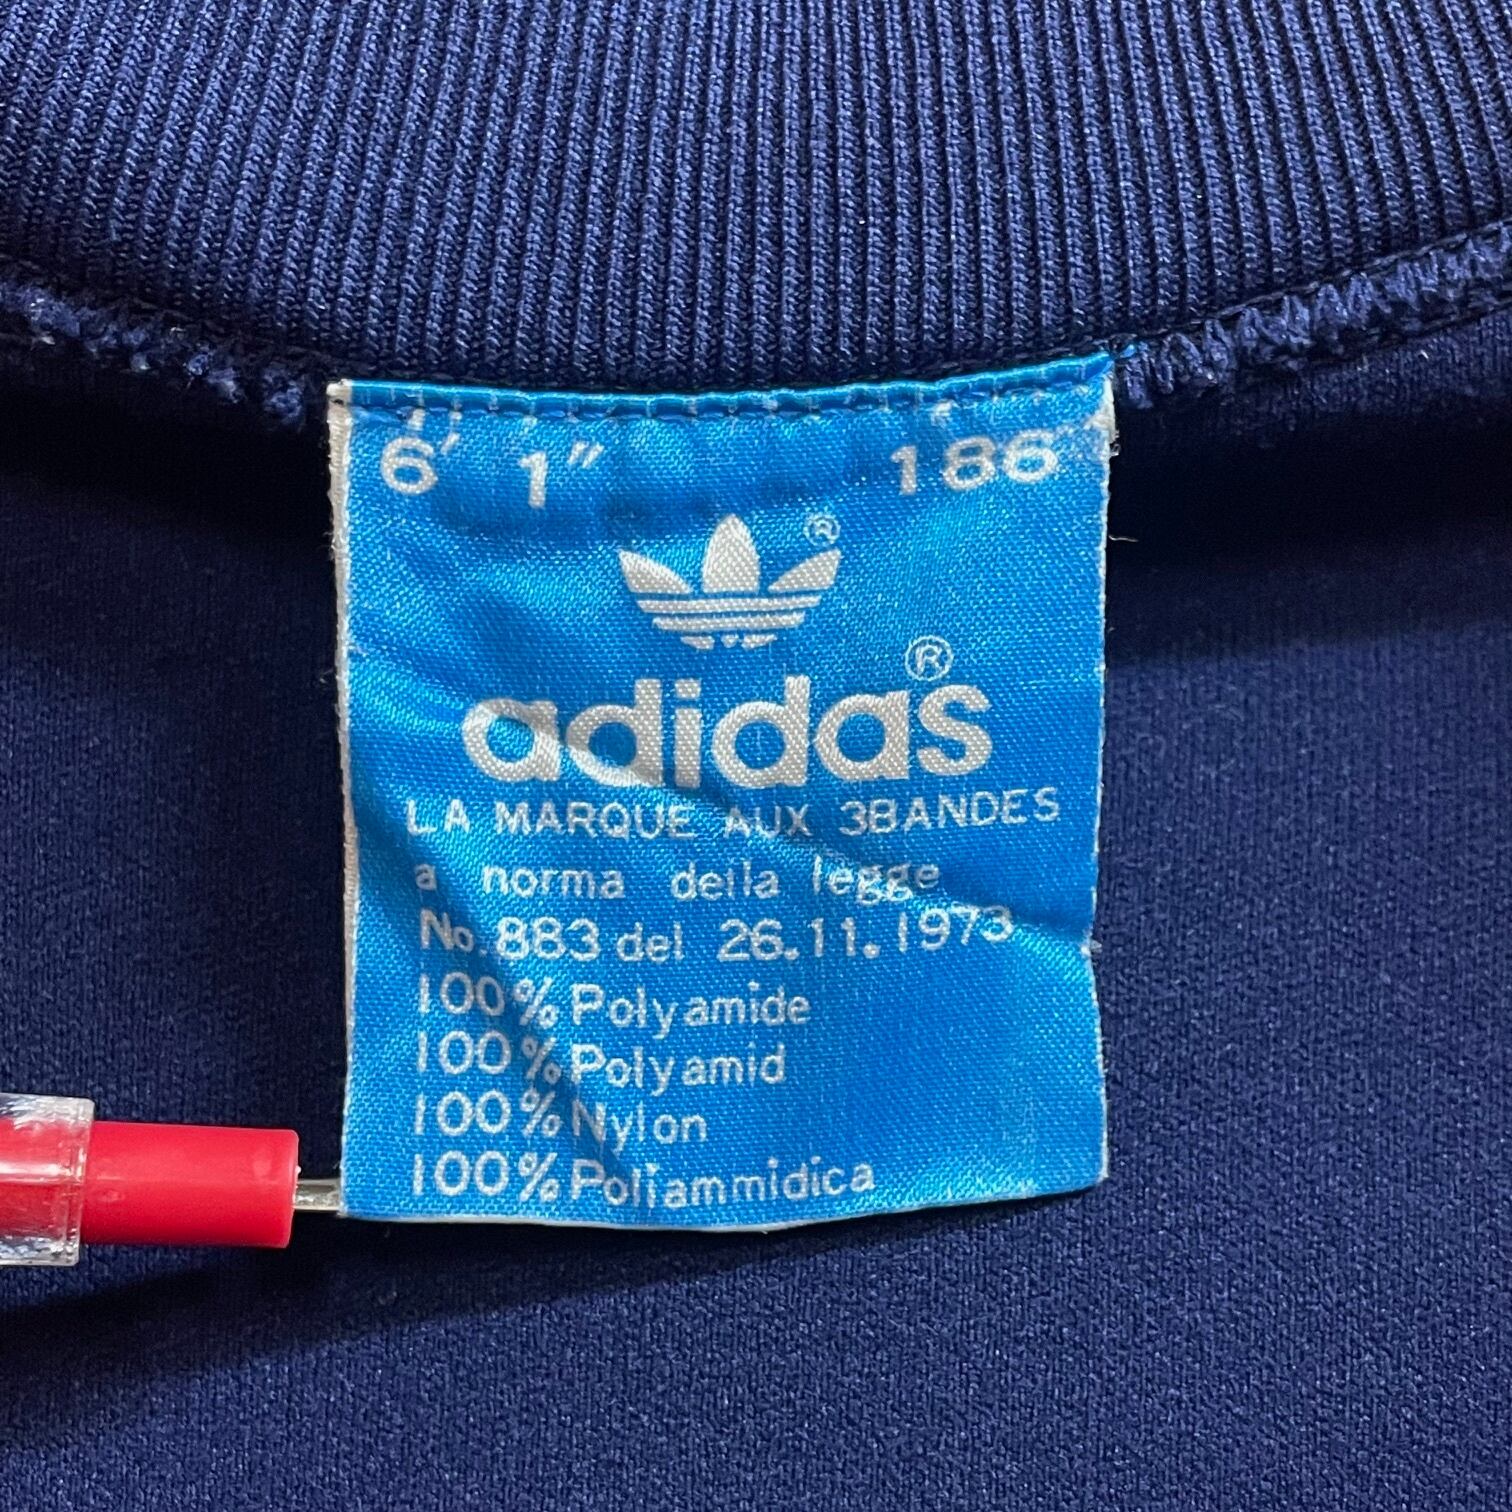 6' 1" 186
®
adidas®
LA MARQUE AUX 3BANDES
a norma della legge
No. 883 del 26.11.1973
100% Polyamide
100% Polyamid
100% Nylon
100% Poliammidica